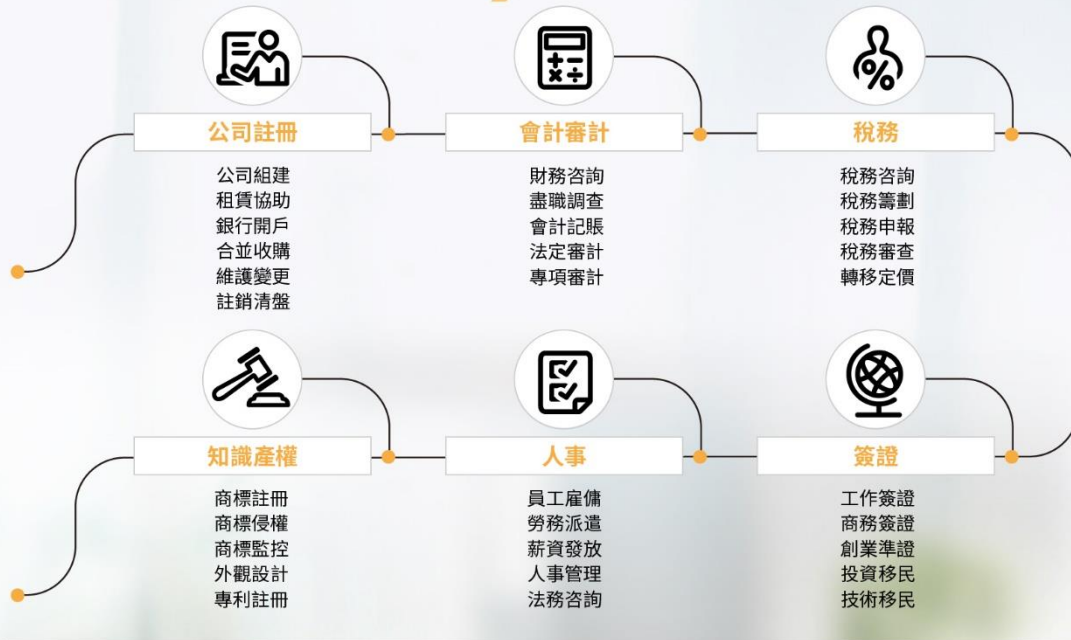 公司註冊
公司組建
租賃協助
銀行開戶
合並收購
維護變更
註銷清盤
會計審計
財務咨詢
盡職調查
會計記賬
法定審計
專項審計
稅務
稅務咨詢
稅務籌劃
稅務申報
稅務審查
轉移定價
知識產權
商標註冊
商標侵權
商標監控
外觀設計
專利註冊
人事
員工雇傭
勞務派遣
薪資發放
人事管理
法務咨詢
簽證
工作簽證
商務簽證
創業準證
投資移民
技術移民